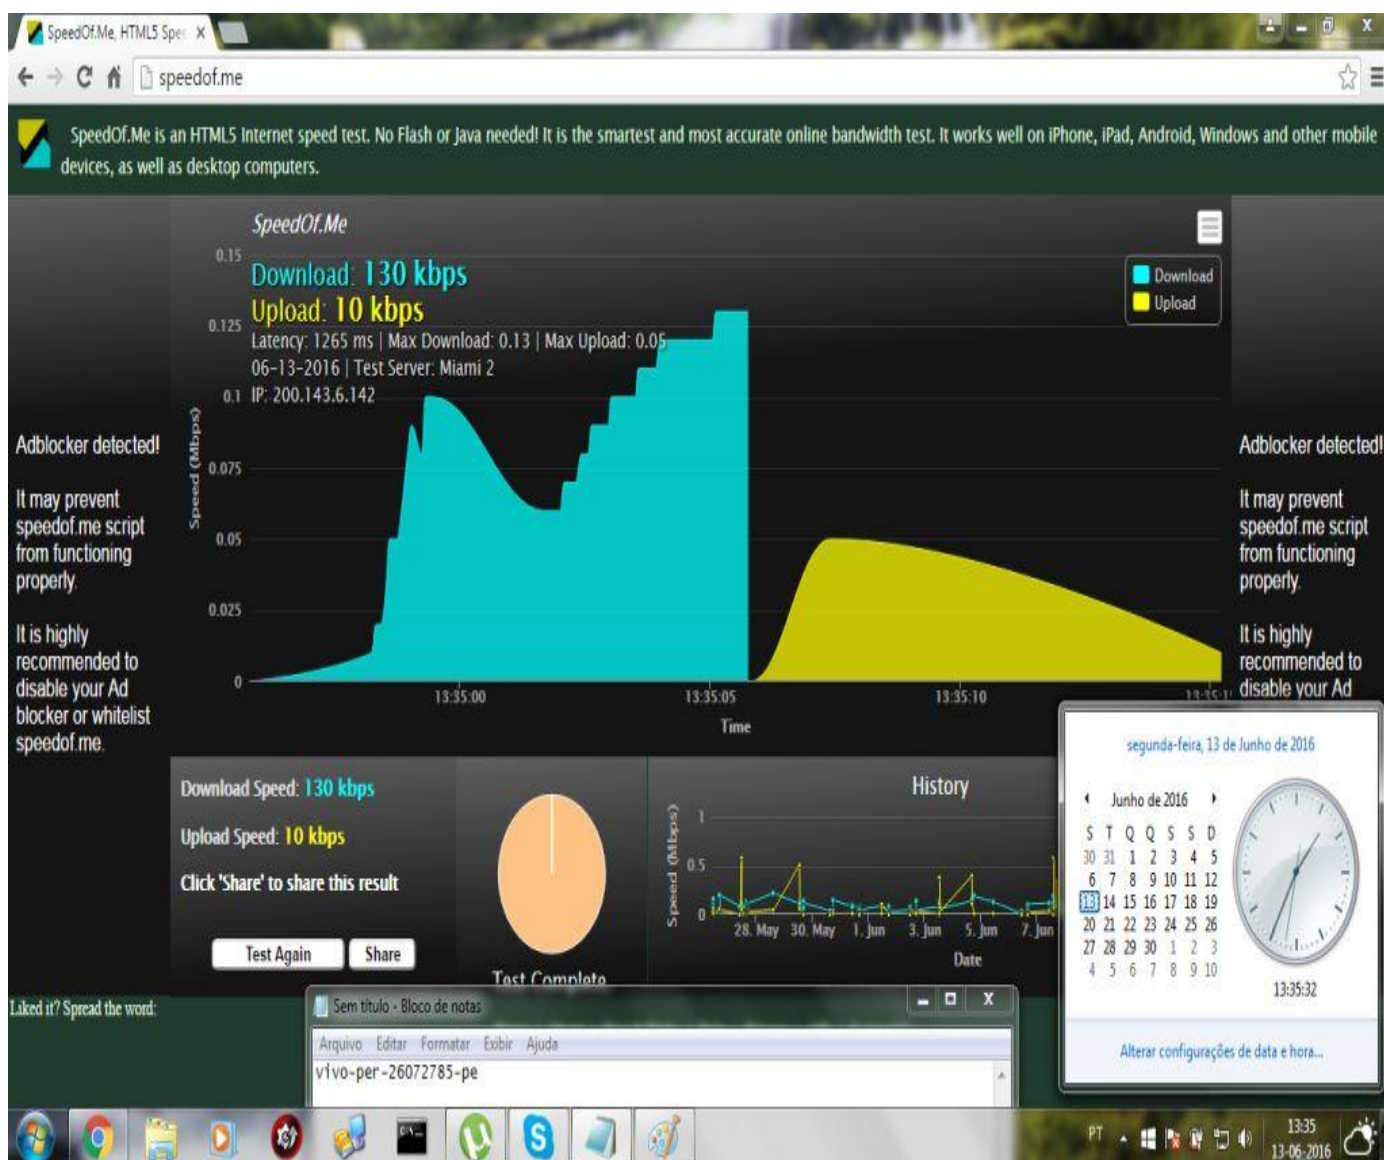 SpeedOf.Me, HTML5 Spee
speedof.me
SpeedOf.Me is an HTML5 Internet speed test. No Flash or Java needed! It is the smartest and most accurate online bandwidth test. It works well on iPhone, iPad, Android, Windows and other mobile
devices, as well as desktop computers.
SpeedOf.Me
Download: 130 kbps
Upload: 10 kbps
Latency: 1265 ms | Max Download: 0.13 | Max Upload: 0.05
06-13-2016 | Test Server: Miami 2
IP: 200.143.6.142
Download
Upload
0.15
0.125
0.1
0.075
0.05
0.025
0
Speed (Mbps)
13:35:00
13:35:05
13:35:10
13:35:1
Time
Adblocker detected!
It may prevent
speedof.me script
from functioning
properly.
It is highly
recommended to
disable your Ad
blocker or whitelist
speedof.me.
Adblocker detected!
It may prevent
speedof.me script
from functioning
properly.
It is highly
recommended to
disable your Ad
Download Speed: 130 kbps
Upload Speed: 10 kbps
Click 'Share' to share this result
Test Again
Share
Test Complete
History
Speed (Mbps)
1
0.5
0
28. May
30. May
1. Jun
3. Jun
5. Jun
7. Jun
Date
segunda-feira, 13 de Junho de 2016
Junho de 2016
S T Q Q S S D
30 31 1 2 3 4 5
6 7 8 9 10 11 12
13 14 15 16 17 18 19
20 21 22 23 24 25 26
27 28 29 30 1 2 3
4 5 6 7 8 9 10
13:35:32
Alterar configurações de data e hora...
Liked it? Spread the word:
Sem título - Bloco de notas
Arquivo Editar Formatar Exibir Ajuda
vivo-per-26072785-pe
PT
13:35
13-06-2016